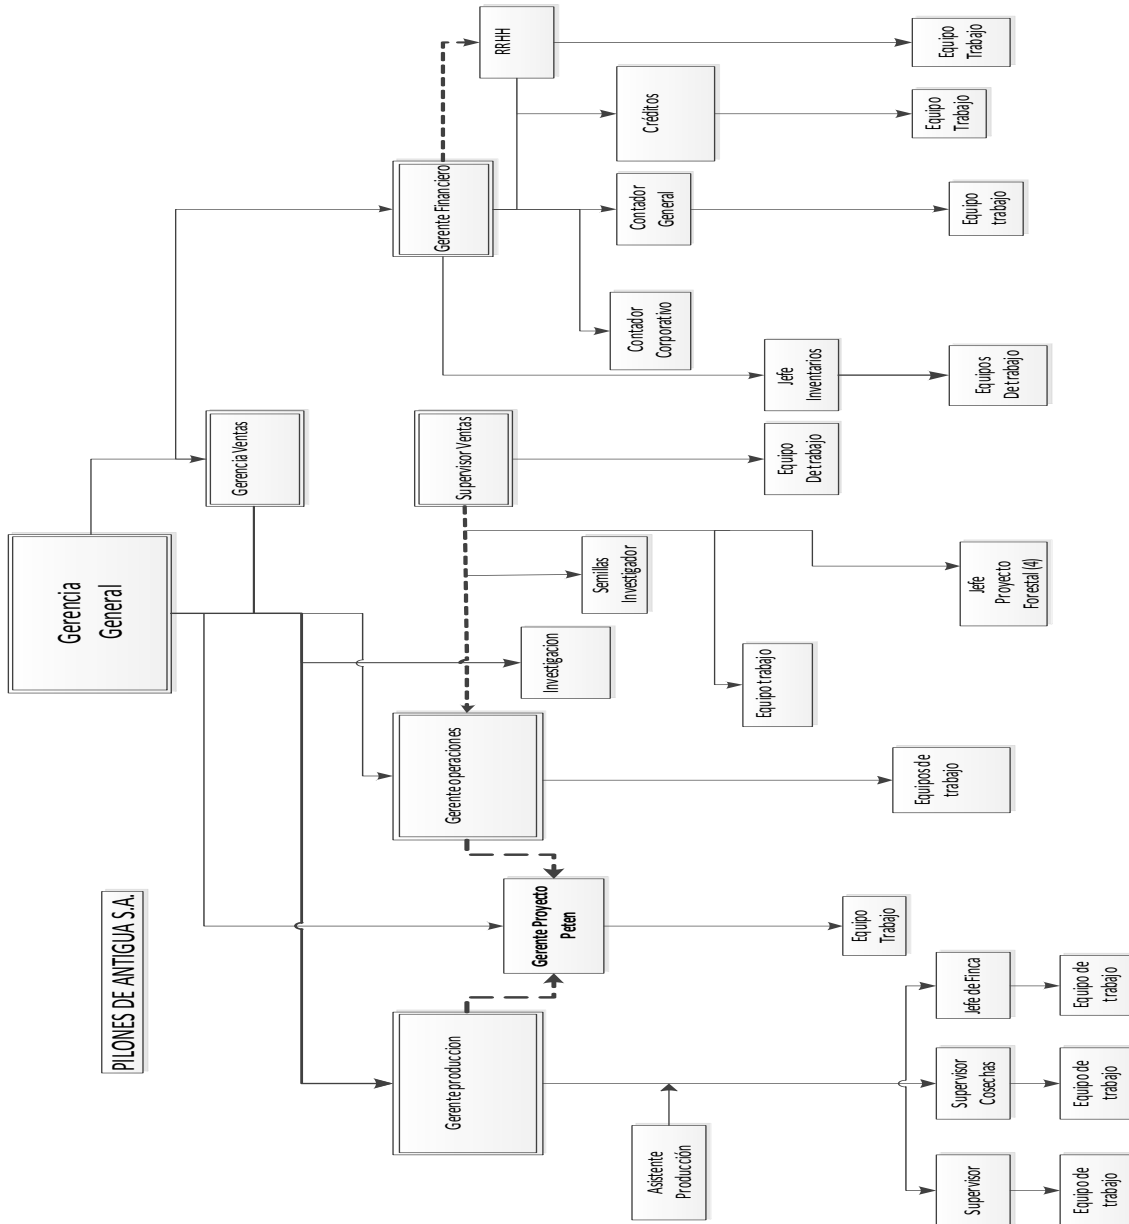 PILONES DE ANTIGUA S.A.
Gerencia
General
Gerencia Ventas
Gerente produccion
Gerente operaciones
Supervisor Ventas
Gerente Financiero
RRHH
Gerente Proyecto
Peten
Investigacion
Semillas
Investigador
Contador
Corporativo
Contador
General
Créditos
Asistente
Producción
Equipo trabajo
Equipo
De trabajo
Jefe
Inventarios
Equipo
Trabajo
Equipos de
trabajo
Equipo
Trabajo
Equipo
Trabajo
Supervisor
Supervisor
Cosechas
Jefe de Finca
Jefe
Proyecto
Forestal (4)
Equipos
De trabajo
Equipo
trabajo
Equipo de
trabajo
Equipo de
trabajo
Equipo de
trabajo